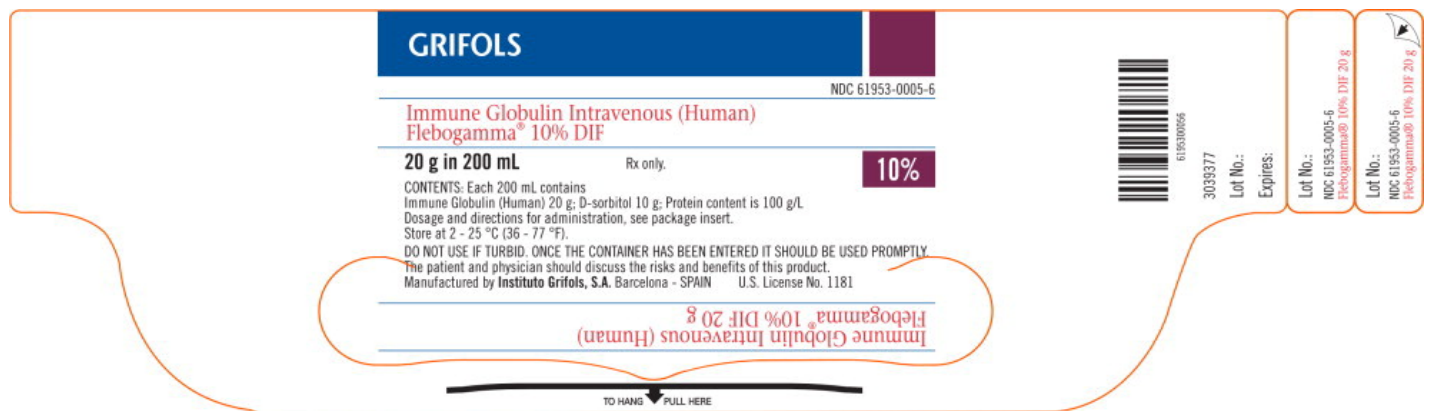 GRIFOLS
NDC 61953-0005-6
Immune Globulin Intravenous (Human)
Flebogamma® 10% DIF
20 g in 200 mL
Rx only.
10%
CONTENTS: Each 200 mL contains
Immune Globulin (Human) 20 g; D-sorbitol 10 g; Protein content is 100 g/L
Dosage and directions for administration, see package insert.
Store at 2 - 25 °C (36 - 77 °F).
DO NOT USE IF TURBID. ONCE THE CONTAINER HAS BEEN ENTERED IT SHOULD BE USED PROMPTLY.
The patient and physician should discuss the risks and benefits of this product.
Manufactured by Instituto Grifols, S.A. Barcelona - SPAIN U.S. License No. 1181
Immune Globulin Intravenous (Human)
Flebogamma® 10% DIF 20 g
TO HANG PULL HERE
6195300056
3039377
Lot No.:
Expires:
Lot No.:
NDC 61953-0005-6
Flebogamma® 10% DIF 20 g
Lot No.:
NDC 61953-0005-6
Flebogamma® 10% DIF 20 g